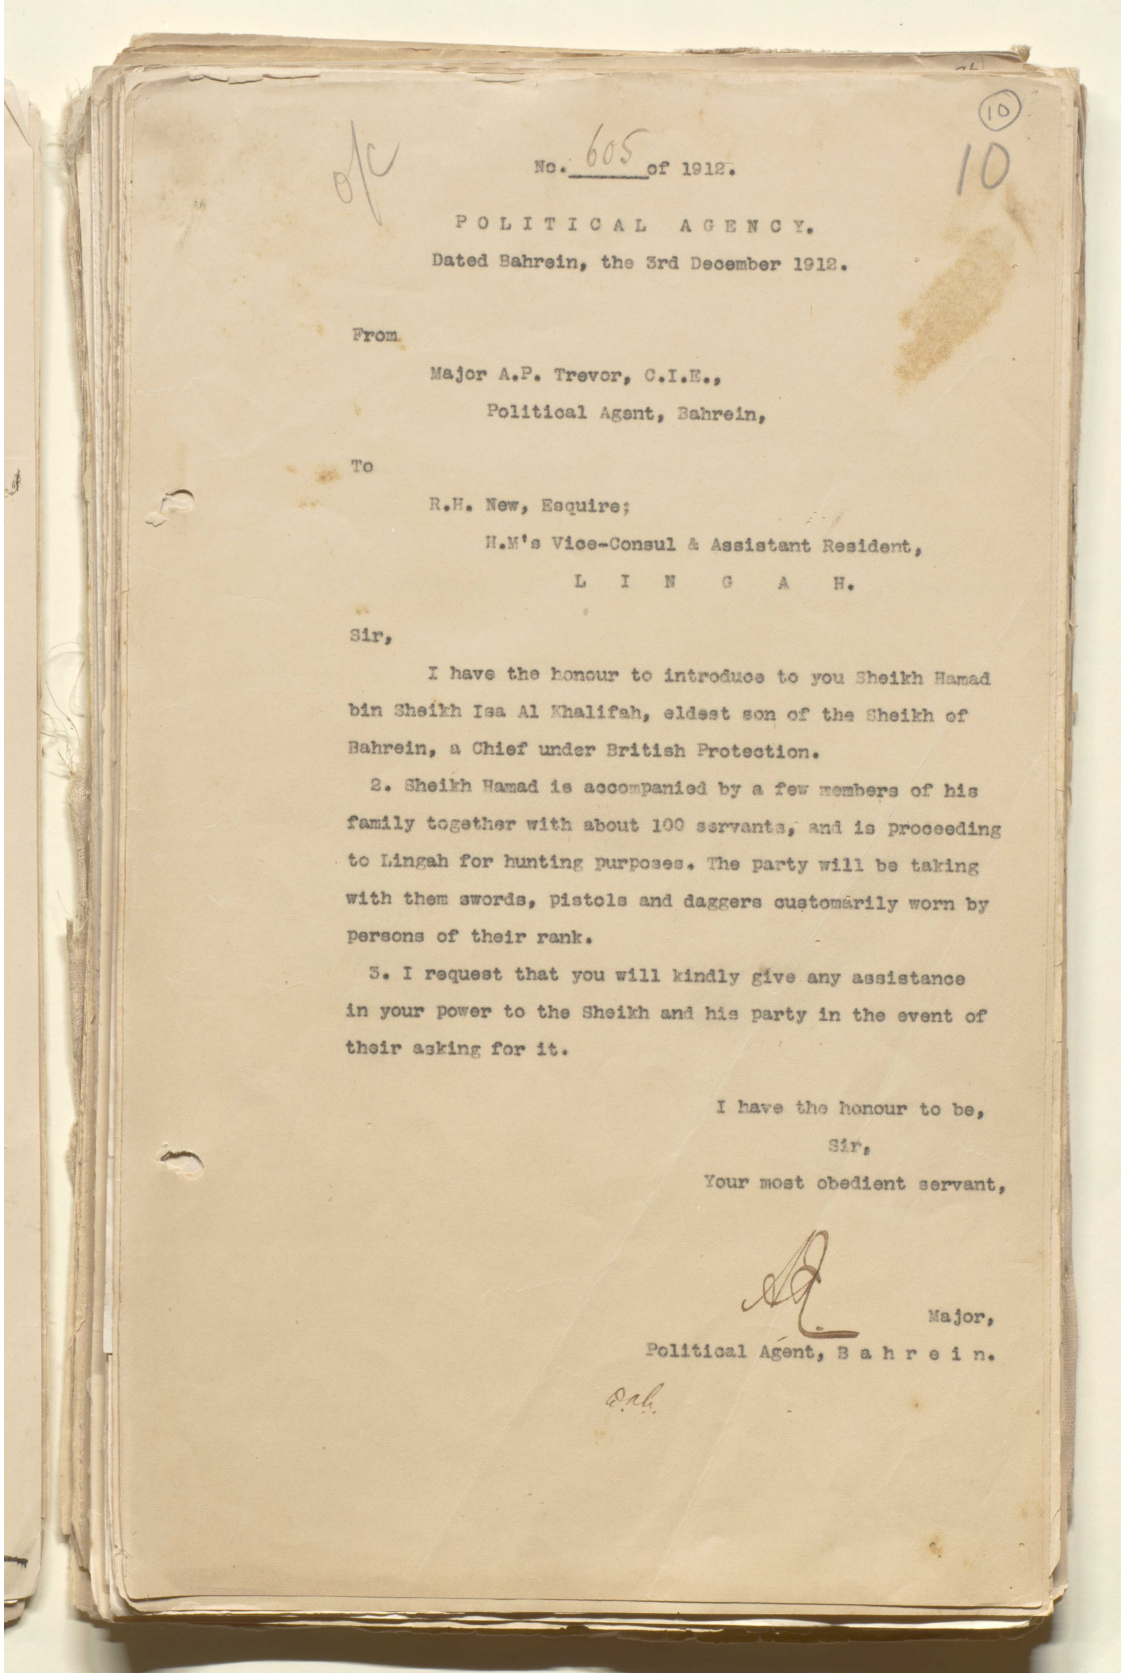 10
10
o/c
No. 605 of 1912.
POLITICAL AGENCY.
Dated Bahrein, the 3rd December 1912.
From
Major A.P. Trevor, C.I.E.,
Political Agent, Bahrein,
To
R.H. New, Esquire;
H.M's Vice-Consul & Assistant Resident,
L I N G A H.
Sir,
I have the honour to introduce to you Sheikh Hamad
bin Sheikh Isa Al Khalifah, eldest son of the Sheikh of
Bahrein, a Chief under British Protection.
2. Sheikh Hamad is accompanied by a few members of his
family together with about 100 servants, and is proceeding
to Lingah for hunting purposes. The party will be taking
with them swords, pistols and daggers customarily worn by
persons of their rank.
3. I request that you will kindly give any assistance
in your power to the Sheikh and his party in the event of
their asking for it.
I have the honour to be,
Sir,
Your most obedient servant,
Major,
Political Agent, B a h r e i n.